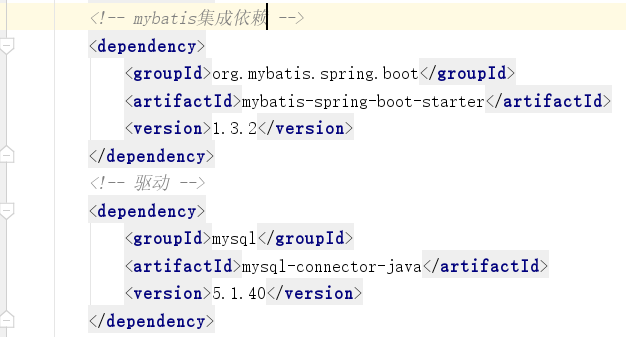 <!-- mybatis集成依赖 -->
<dependency>
<groupId>org.mybatis.spring.boot</groupId>
<artifactId>mybatis-spring-boot-starter</artifactId>
<version>1.3.2</version>
</dependency>
<!-- 驱动 -->
<dependency>
<groupId>mysql</groupId>
<artifactId>mysql-connector-java</artifactId>
<version>5.1.40</version>
</dependency>